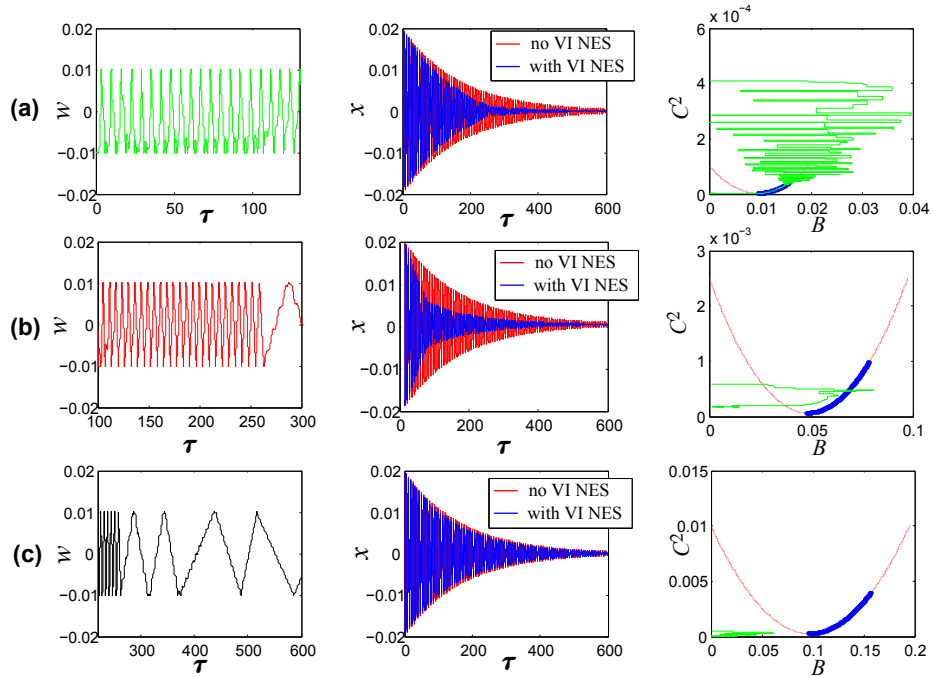 (a)
w
0.02
0.01
0
−0.01
−0.02
0
50
100
τ
x
0.02
0.01
0
−0.01
−0.02
0
200
400
600
τ
no VI NES
with VI NES
x 10⁻⁴
C²
6
4
2
0
0
0.01
0.02
0.03
0.04
B
(b)
w
0.02
0.01
0
−0.01
−0.02
100
150
200
250
300
τ
x
0.02
0.01
0
−0.01
−0.02
0
200
400
600
τ
no VI NES
with VI NES
x 10⁻³
C²
3
2
1
0
0
0.05
0.1
B
(c)
w
0.02
0.01
0
−0.01
−0.02
300
400
500
600
τ
x
0.02
0.01
0
−0.01
−0.02
0
200
400
600
τ
no VI NES
with VI NES
C²
0.015
0.01
0.005
0
0
0.05
0.1
0.15
0.2
B